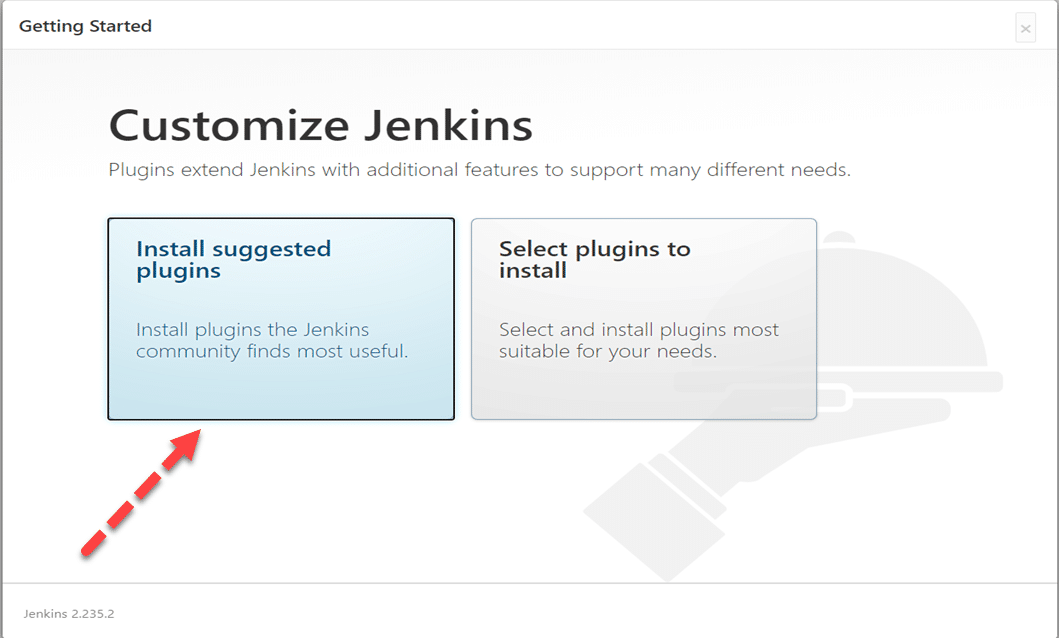 Getting Started
Customize Jenkins
Plugins extend Jenkins with additional features to support many different needs.
Install suggested
plugins
Install plugins the Jenkins
community finds most useful.
Select plugins to
install
Select and install plugins most
suitable for your needs.
Jenkins 2.235.2